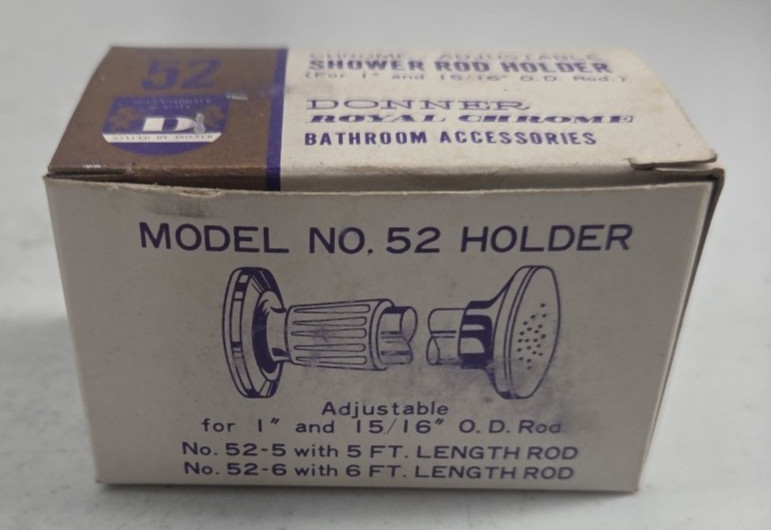 52
CHROME ADJUSTABLE
SHOWER ROD HOLDER
(For 1" and 15/16" O.D. Rod.)
DONNER
ROYAL CHROME
BATHROOM ACCESSORIES
D
MODEL NO. 52 HOLDER
Adjustable
for 1" and 15/16" O.D. Rod.
No. 52-5 with 5 FT. LENGTH ROD
No. 52-6 with 6 FT. LENGTH ROD